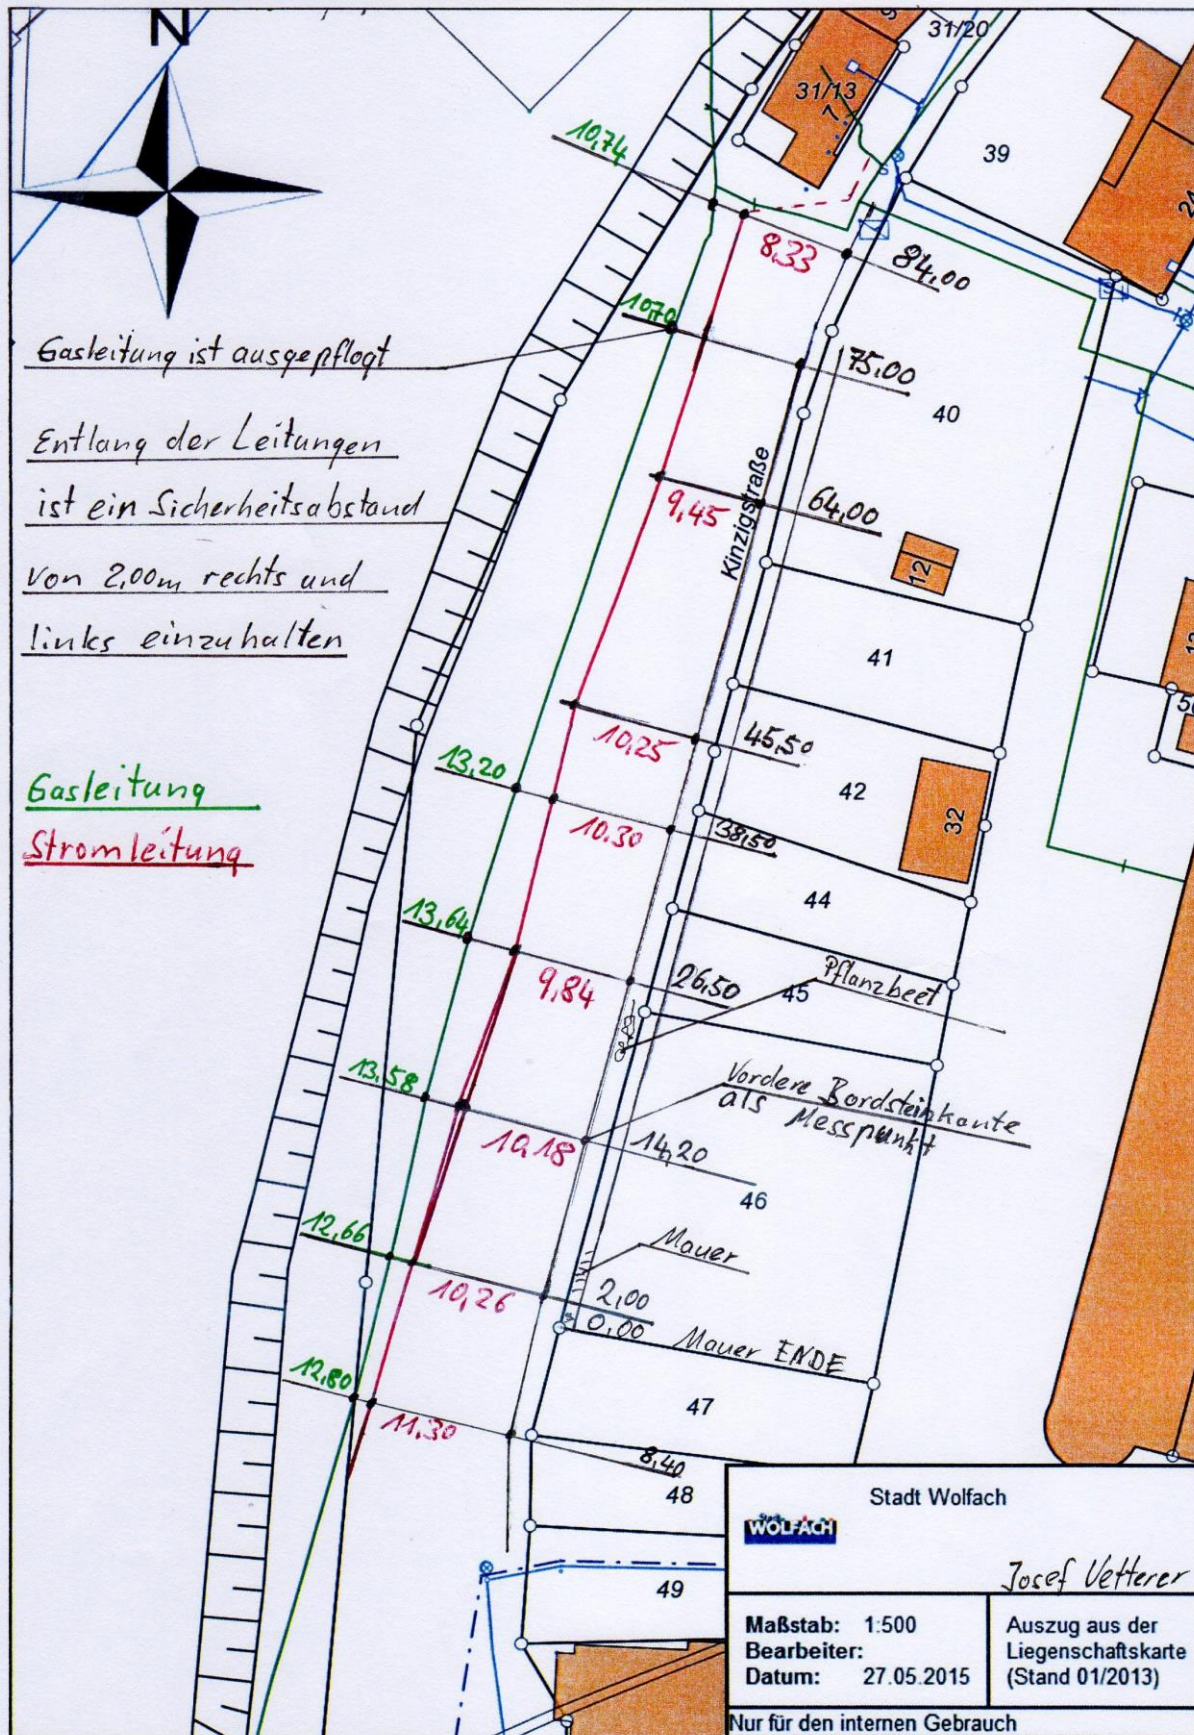 N
31/20
31/13
7
39
10,74
8,33
84,00
10,70
75,00
40
Gasleitung ist ausgepflogt
Entlang der Leitungen
ist ein Sicherheitsabstand
von 2,00m rechts und
links einzuhalten
Kinzigstraße
9,45
64,00
12
41
10,25
45,50
42
32
13,20
10,30
38,50
Gasleitung
Stromleitung
44
13,64
9,84
26,50
45
Pflanzbeet
13,58
10,18
14,20
46
Vordere Bordsteinkante
als Messpunkt
12,66
10,26
2,00
0,00
Mauer
Mauer ENDE
12,80
11,30
47
8,40
48
49
Stadt Wolfach
Stadt
WOLFACH
Josef Vetterer
Maßstab: 1:500
Bearbeiter:
Datum: 27.05.2015
Auszug aus der
Liegenschaftskarte
(Stand 01/2013)
Nur für den internen Gebrauch